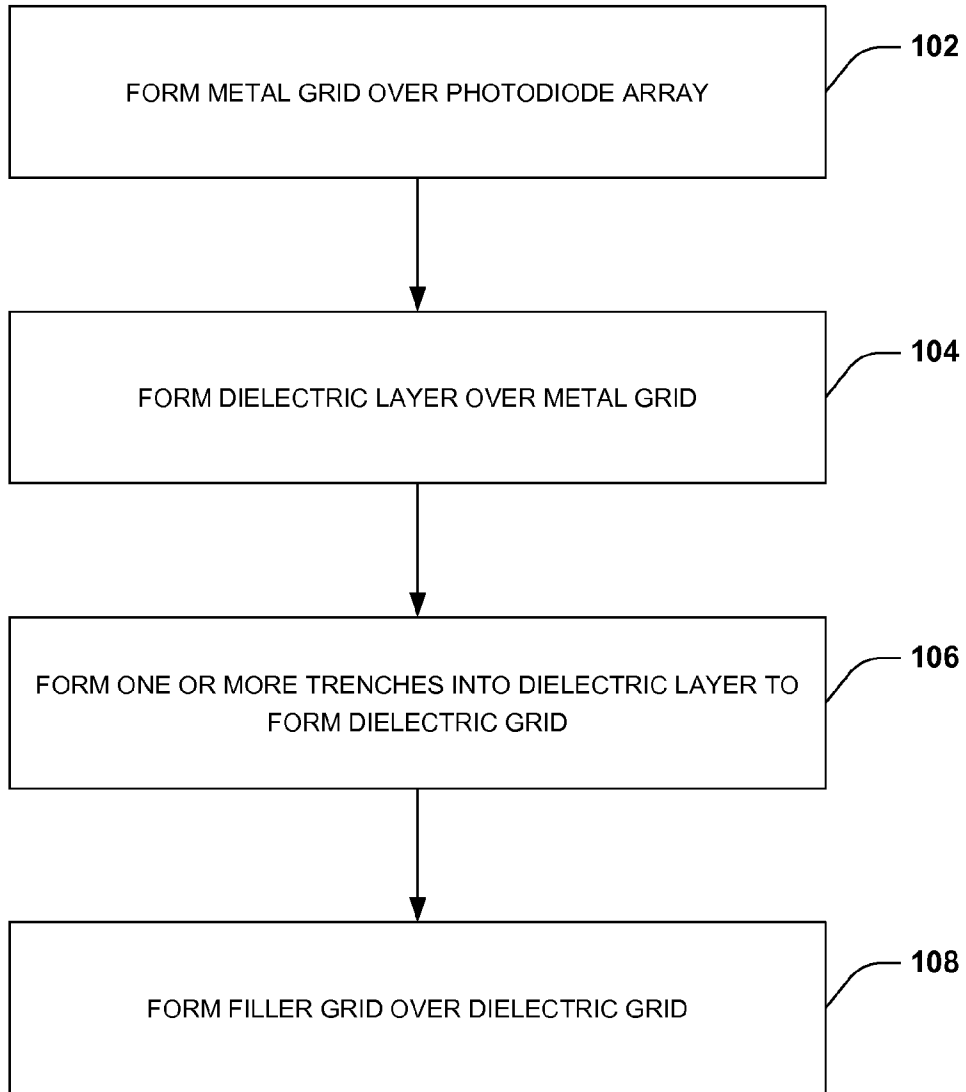 102
FORM METAL GRID OVER PHOTODIODE ARRAY
104
FORM DIELECTRIC LAYER OVER METAL GRID
106
FORM ONE OR MORE TRENCHES INTO DIELECTRIC LAYER TO
FORM DIELECTRIC GRID
108
FORM FILLER GRID OVER DIELECTRIC GRID